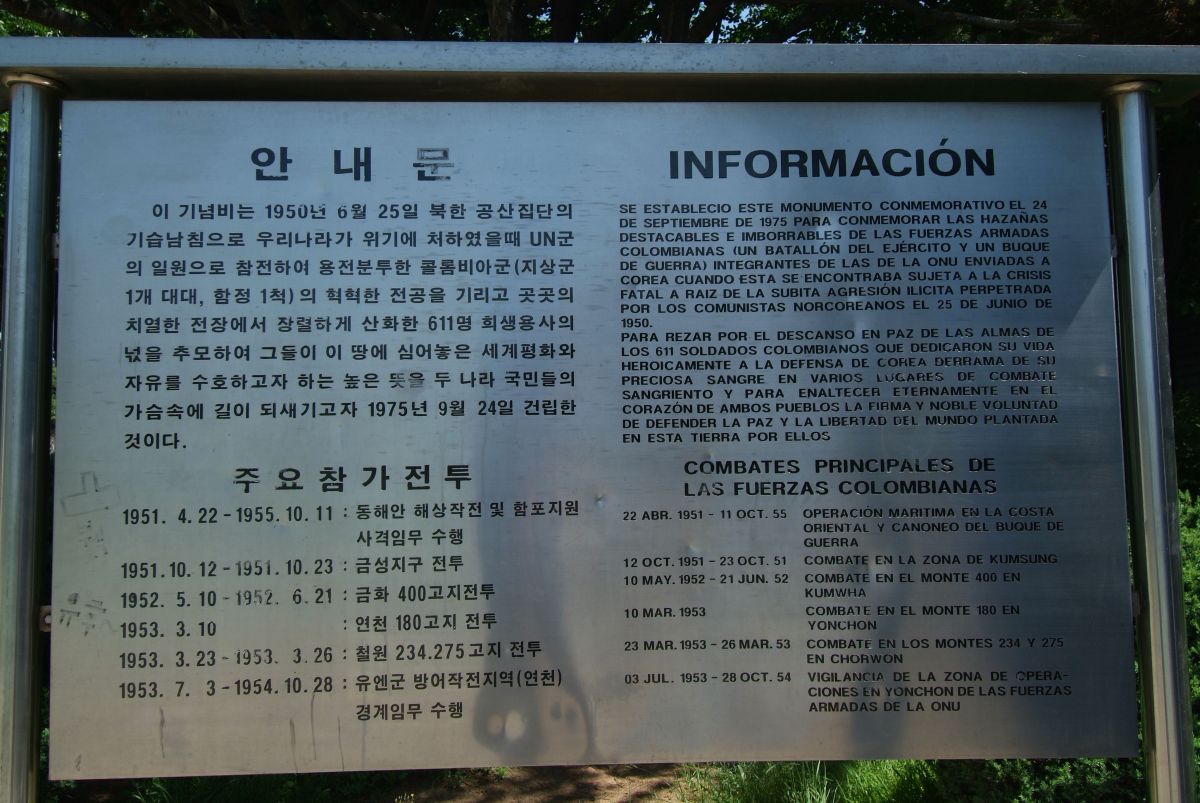 안 내 문
이 기념비는 1950년 6월 25일 북한 공산집단의
기습남침으로 우리나라가 위기에 처하였을때 UN군
의 일원으로 참전하여 용전분투한 콜롬비아군(지상군
1개 대대, 함정 1척)의 혁혁한 전공을 기리고 곳곳의
치열한 전장에서 장렬하게 산화한 611명 희생용사의
넋을 추모하여 그들이 이 땅에 심어놓은 세계평화와
자유를 수호하고자 하는 높은 뜻을 두 나라 국민들의
가슴속에 길이 되새기고자 1975년 9월 24일 건립한
것이다.
주요참가전투
1951. 4.22 - 1955.10.11 : 동해안 해상작전 및 함포지원
사격임무 수행
1951.10.12 - 1951.10.23 : 금성지구 전투
1952. 5.10 - 1952. 6.21 : 금화 400고지전투
1953. 3.10 : 연천 180고지 전투
1953. 3.23 - 1953. 3.26 : 철원 234.275고지 전투
1953. 7. 3 - 1954.10.28 : 유엔군 방어작전지역(연천)
경계임무 수행
INFORMACIÓN
SE ESTABLECIO ESTE MONUMENTO CONMEMORATIVO EL 24
DE SEPTIEMBRE DE 1975 PARA CONMEMORAR LAS HAZAÑAS
DESTACABLES E IMBORRABLES DE LAS FUERZAS ARMADAS
COLOMBIANAS (UN BATALLÓN DEL EJÉRCITO Y UN BUQUE
DE GUERRA) INTEGRANTES DE LAS DE LA ONU ENVIADAS A
COREA CUANDO ESTA SE ENCONTRABA SUJETA A LA CRISIS
FATAL A RAIZ DE LA SUBITA AGRESIÓN ILICITA PERPETRADA
POR LOS COMUNISTAS NORCOREANOS EL 25 DE JUNIO DE
1950.
PARA REZAR POR EL DESCANSO EN PAZ DE LAS ALMAS DE
LOS 611 SOLDADOS COLOMBIANOS QUE DEDICARON SU VIDA
HEROICAMENTE A LA DEFENSA DE COREA DERRAMA DE SU
PRECIOSA SANGRE EN VARIOS LUGARES DE COMBATE
SANGRIENTO Y PARA ENALTECER ETERNAMENTE EN EL
CORAZÓN DE AMBOS PUEBLOS LA FIRMA Y NOBLE VOLUNTAD
DE DEFENDER LA PAZ Y LA LIBERTAD DEL MUNDO PLANTADA
EN ESTA TIERRA POR ELLOS
COMBATES PRINCIPALES DE
LAS FUERZAS COLOMBIANAS
22 ABR. 1951 - 11 OCT. 55 OPERACIÓN MARITIMA EN LA COSTA
ORIENTAL Y CANONEO DEL BUQUE DE
GUERRA
12 OCT. 1951 - 23 OCT. 51 COMBATE EN LA ZONA DE KUMSUNG
10 MAY. 1952 - 21 JUN. 52 COMBATE EN EL MONTE 400 EN
KUMWHA
10 MAR. 1953 COMBATE EN EL MONTE 180 EN
YONCHON
23 MAR. 1953 - 26 MAR. 53 COMBATE EN LOS MONTES 234 Y 275
EN CHORWON
03 JUL. 1953 - 28 OCT. 54 VIGILANCIA DE LA ZONA DE OPERA-
CIONES EN YONCHON DE LAS FUERZAS
ARMADAS DE LA ONU